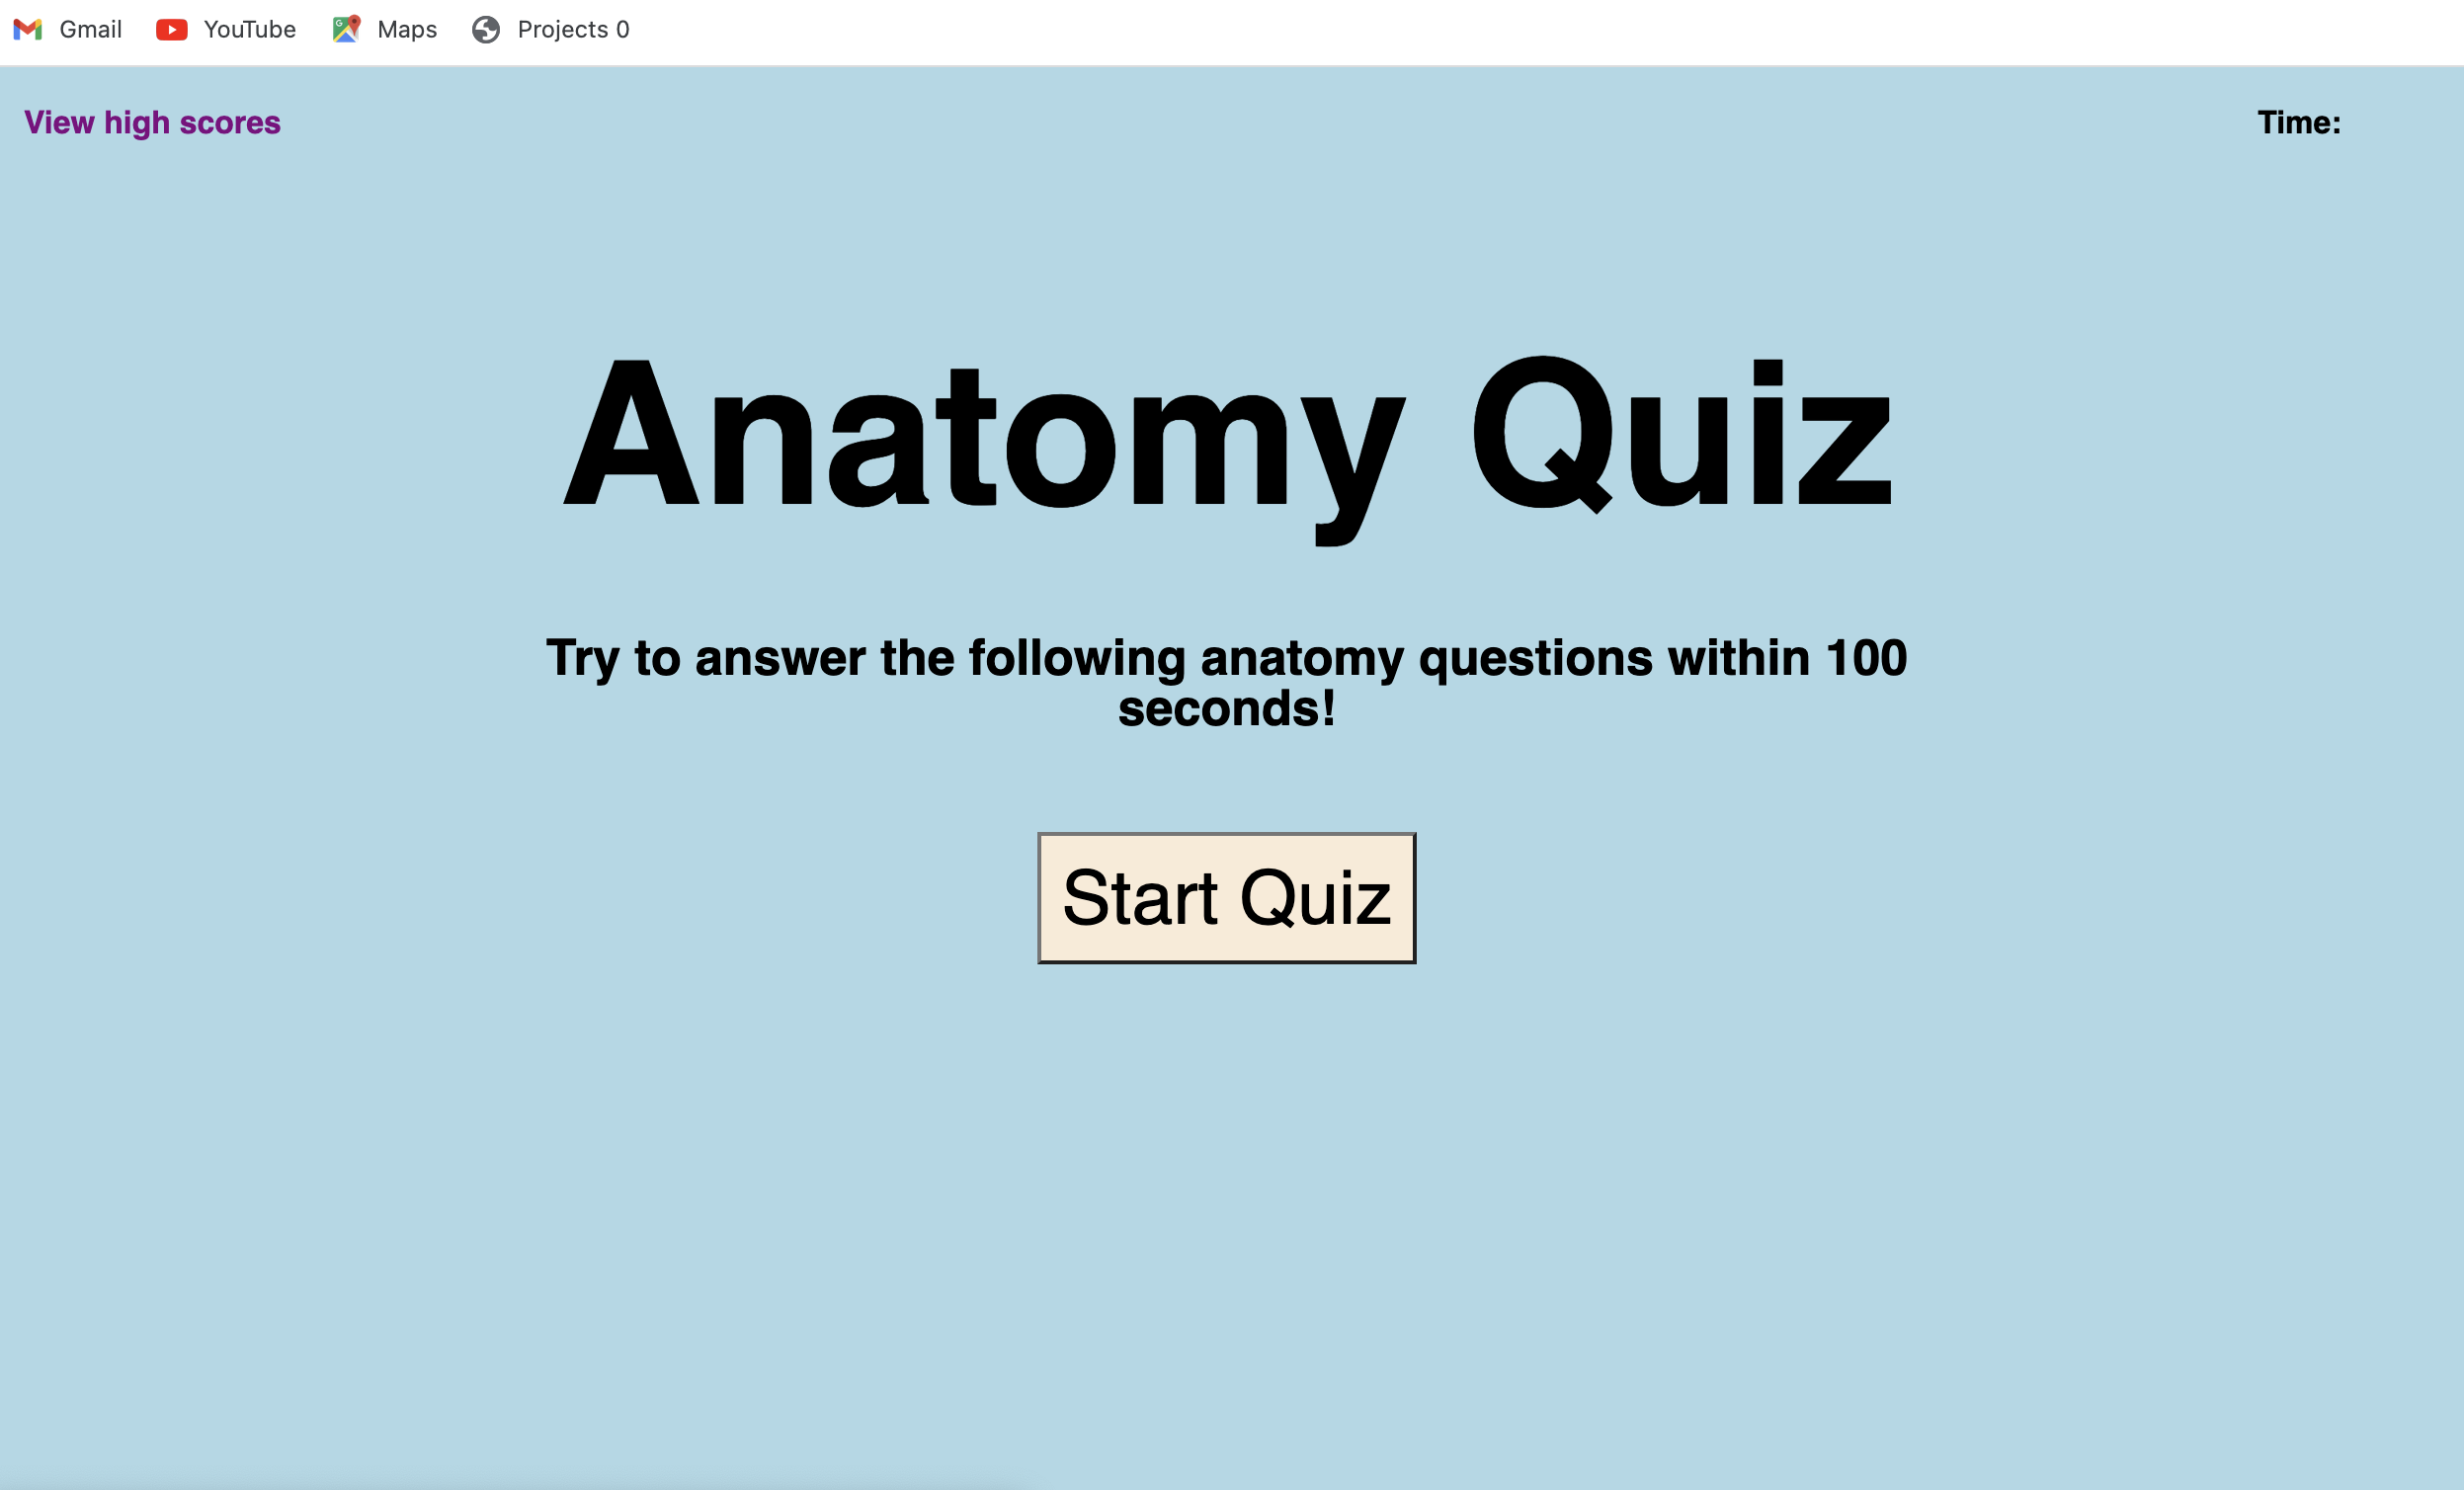 Gmail YouTube Maps Projects 0
View high scores Time:
Anatomy Quiz
Try to answer the following anatomy questions within 100
seconds!
Start Quiz